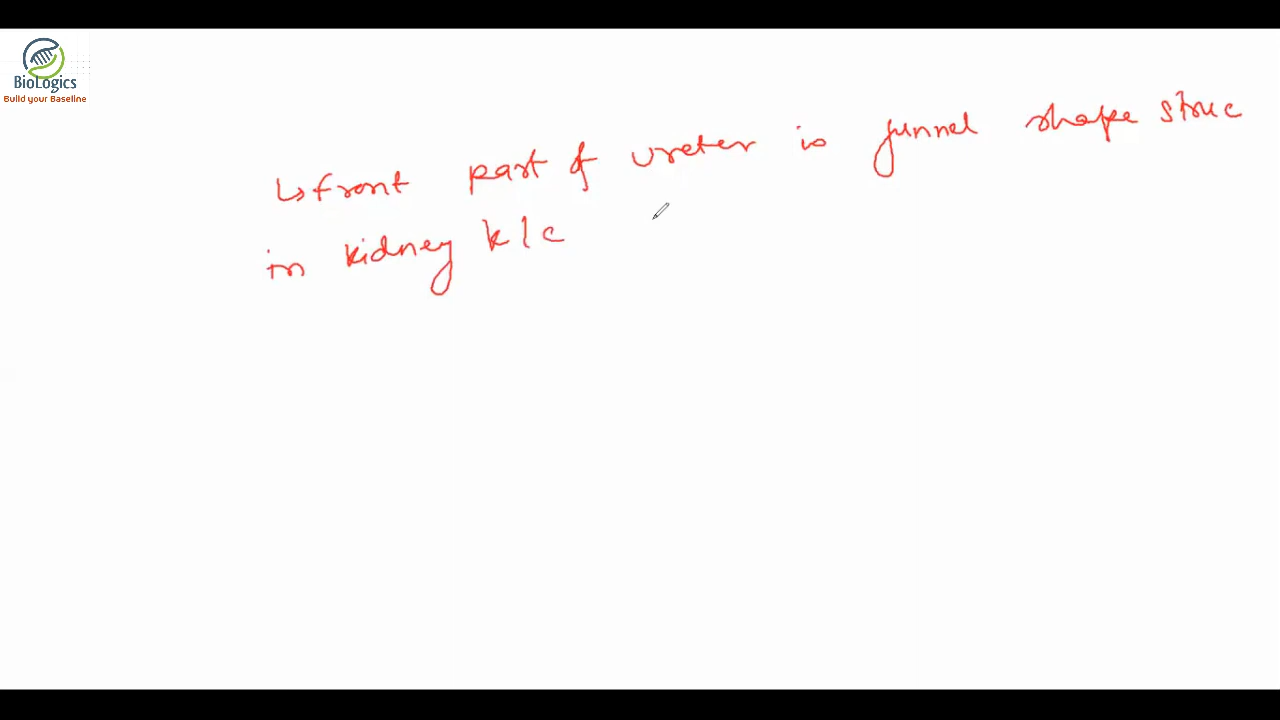 BioLogics
Build your Baseline
↳ front part of ureter is funnel shape struc
in kidney k/c